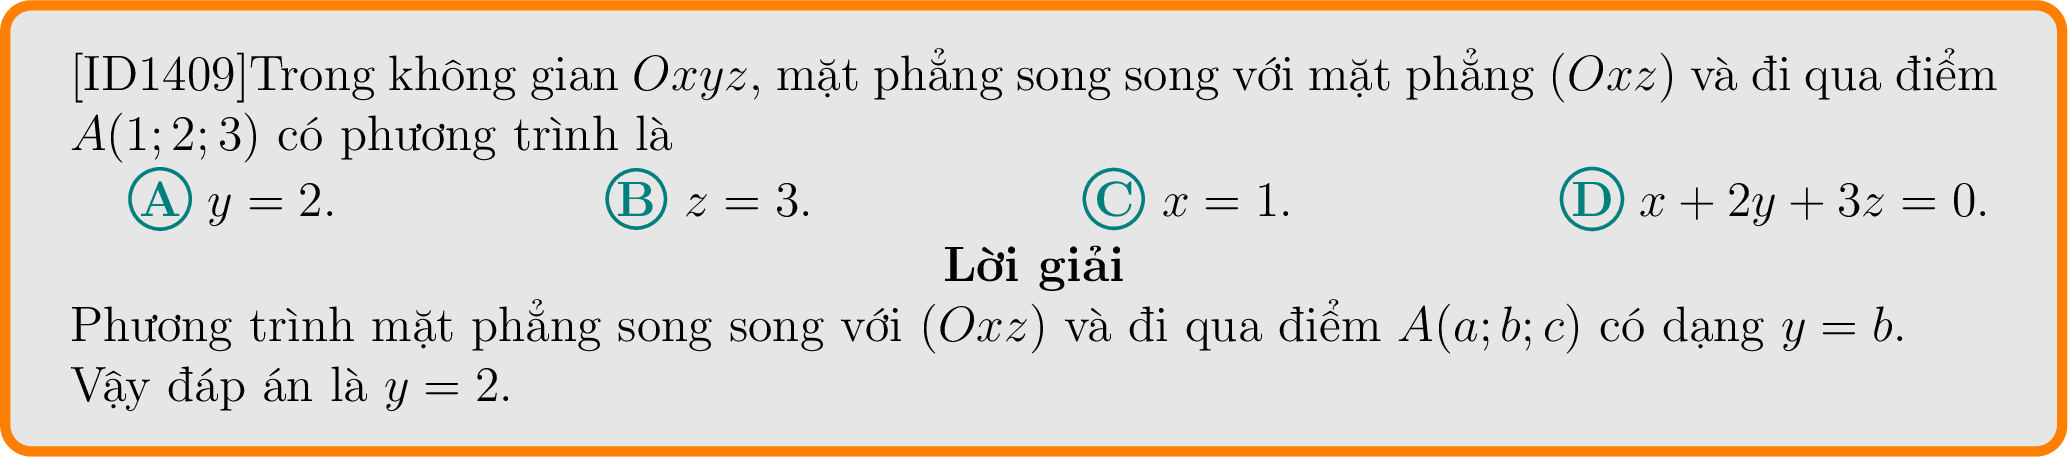 [ID1409]Trong không gian Oxyz, mặt phẳng song song với mặt phẳng (Oxz) và đi qua điểm
A(1; 2; 3) có phương trình là
A y = 2. B z = 3. C x = 1. D x + 2y + 3z = 0.
Lời giải
Phương trình mặt phẳng song song với (Oxz) và đi qua điểm A(a; b; c) có dạng y = b.
Vậy đáp án là y = 2.